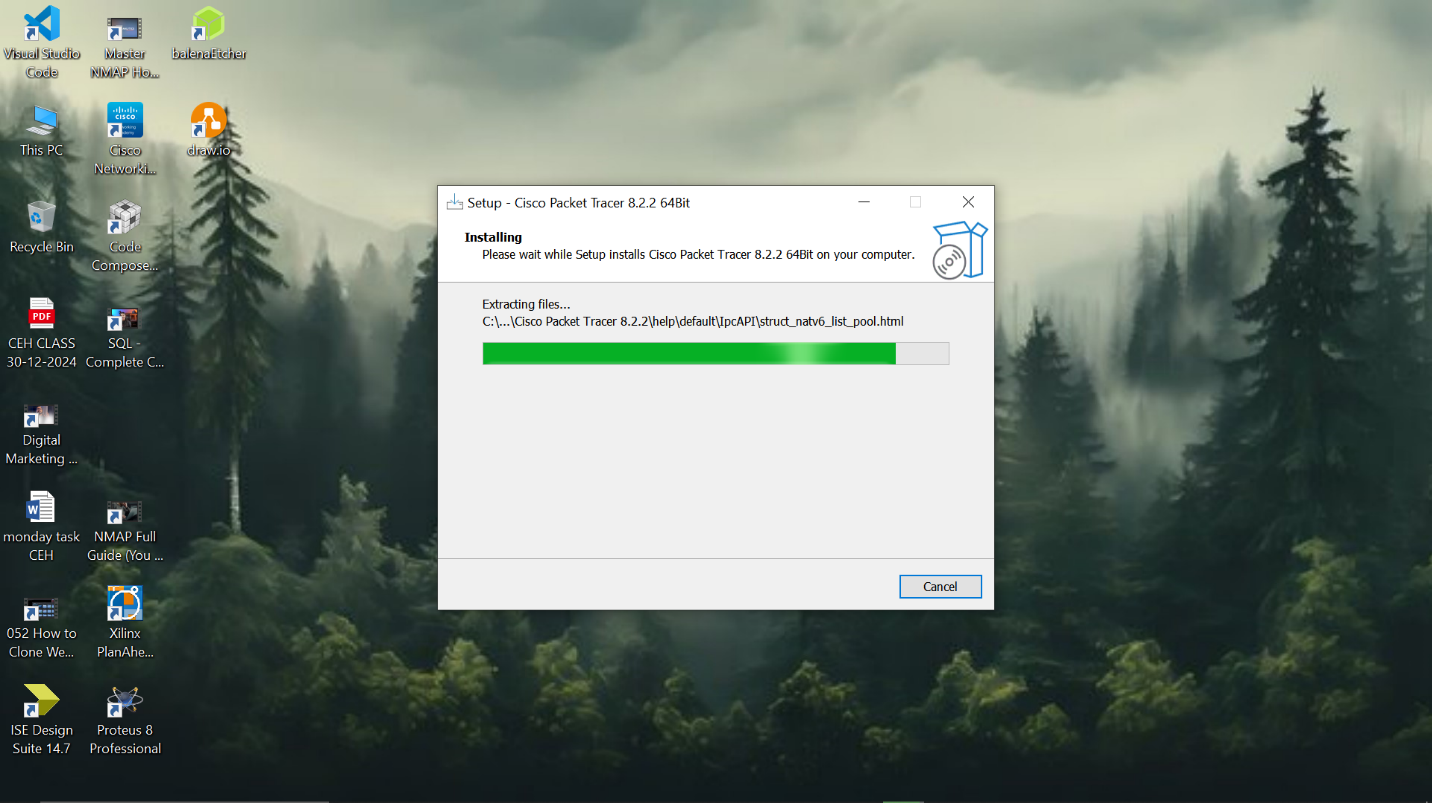 Visual Studio
Code
Master
NMAP Ho...
balenaEtcher
This PC
CISCO
Cisco
Networki...
draw.io
Recycle Bin
Code
Compose...
PDF
CEH CLASS
30-12-2024
SQL -
Complete C...
Digital
Marketing ...
W
monday task
CEH
NMAP Full
Guide (You ...
052 How to
Clone We...
Xilinx
PlanAhe...
ISE Design
Suite 14.7
Proteus 8
Professional
Setup - Cisco Packet Tracer 8.2.2 64Bit
Installing
Please wait while Setup installs Cisco Packet Tracer 8.2.2 64Bit on your computer.
Extracting files...
C:\...\Cisco Packet Tracer 8.2.2\help\default\IpcAPI\struct_natv6_list_pool.html
Cancel